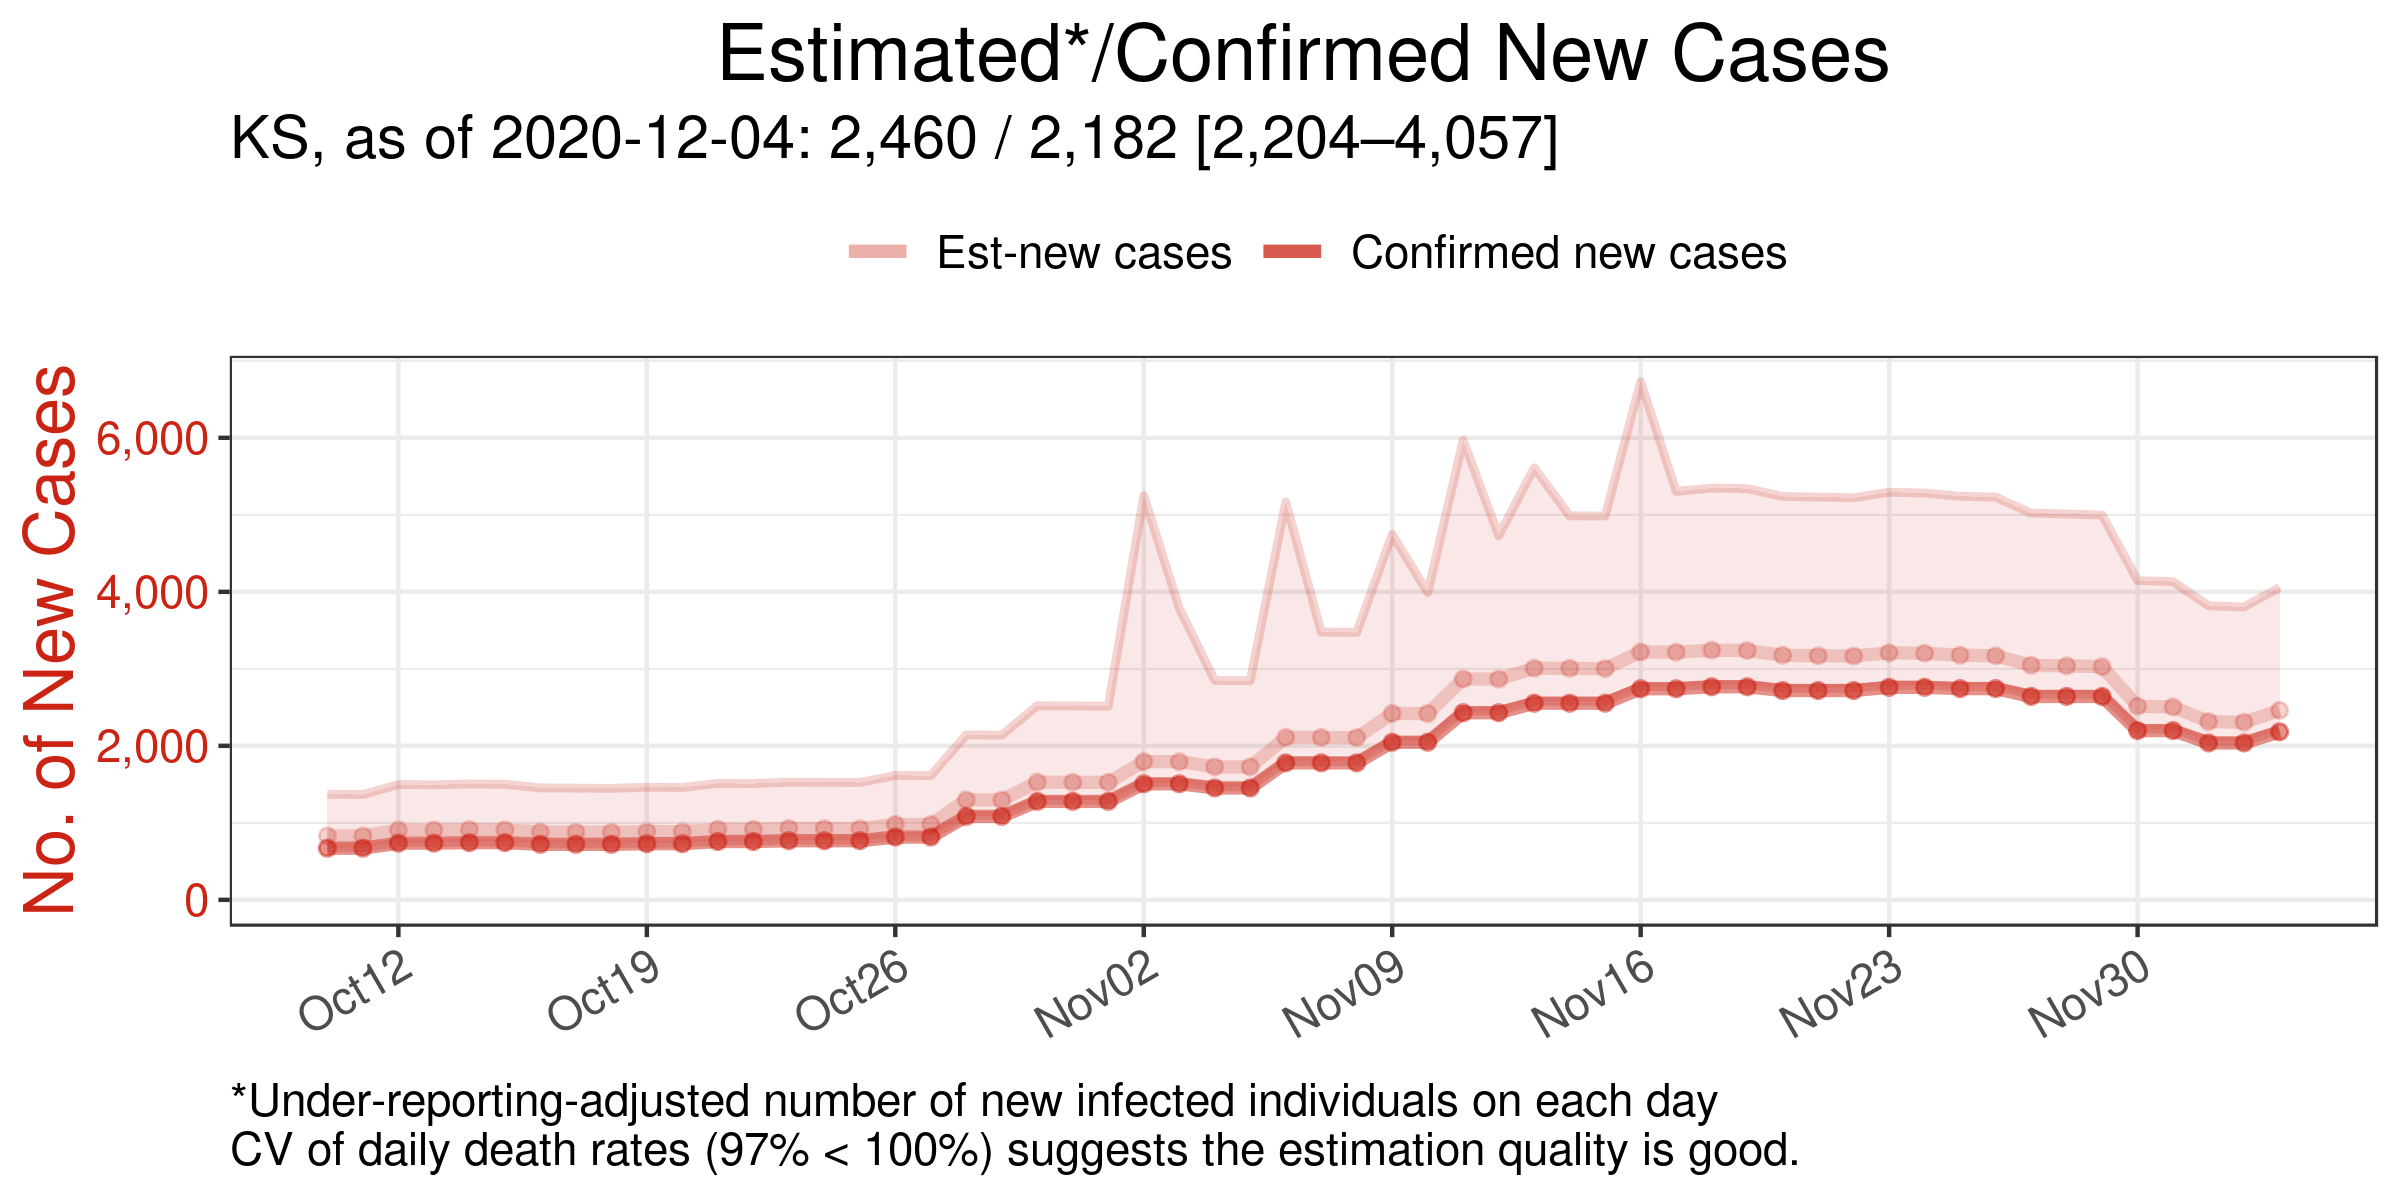 Estimated*/Confirmed New Cases
KS, as of 2020-12-04: 2,460 / 2,182 [2,204–4,057]
Est-new cases
Confirmed new cases
No. of New Cases
6,000
4,000
2,000
0
Oct12
Oct19
Oct26
Nov02
Nov09
Nov16
Nov23
Nov30
*Under-reporting-adjusted number of new infected individuals on each day
CV of daily death rates (97% < 100%) suggests the estimation quality is good.